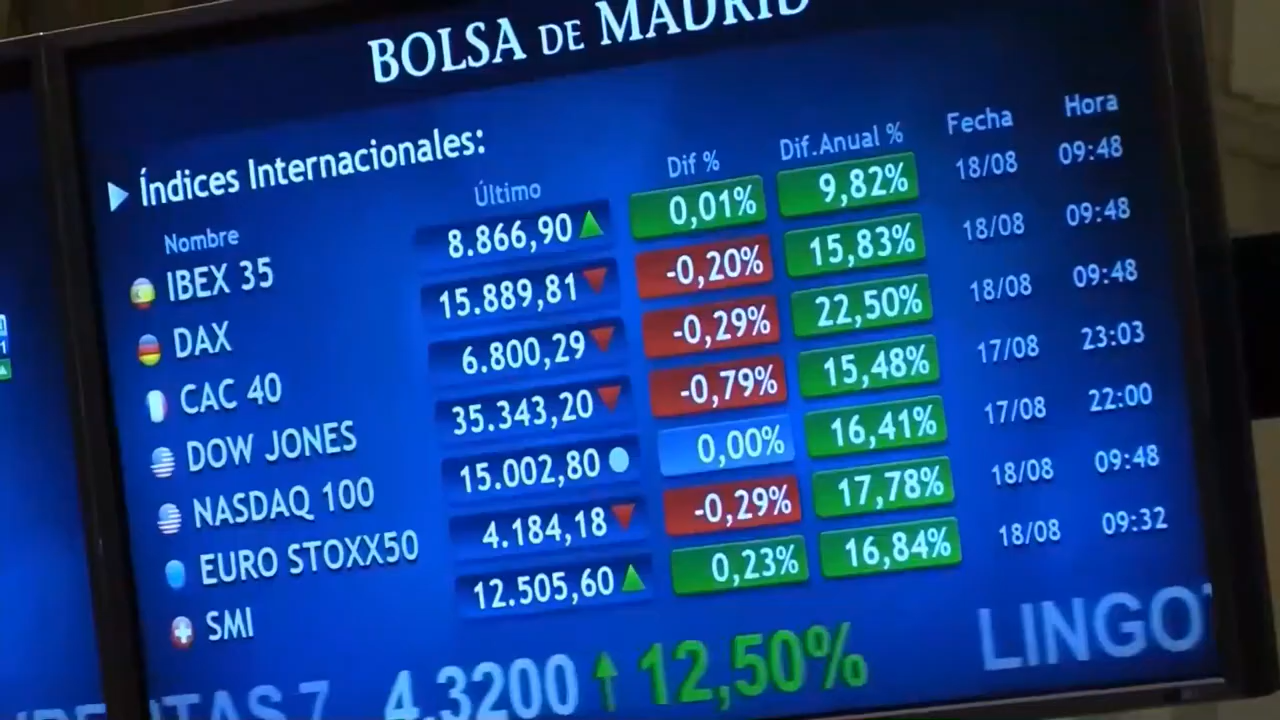 BOLSA DE MADRID
Índices Internacionales:
Nombre Último Dif % Dif.Anual % Fecha Hora
IBEX 35 8.866,90 0,01% 9,82% 18/08 09:48
DAX 15.889,81 -0,20% 15,83% 18/08 09:48
CAC 40 6.800,29 -0,29% 22,50% 18/08 09:48
DOW JONES 35.343,20 -0,79% 15,48% 17/08 23:03
NASDAQ 100 15.002,80 0,00% 16,41% 17/08 22:00
EURO STOXX50 4.184,18 -0,29% 17,78% 18/08 09:48
SMI 12.505,60 0,23% 16,84% 18/08 09:32
7 4,3200 12,50% LINGO